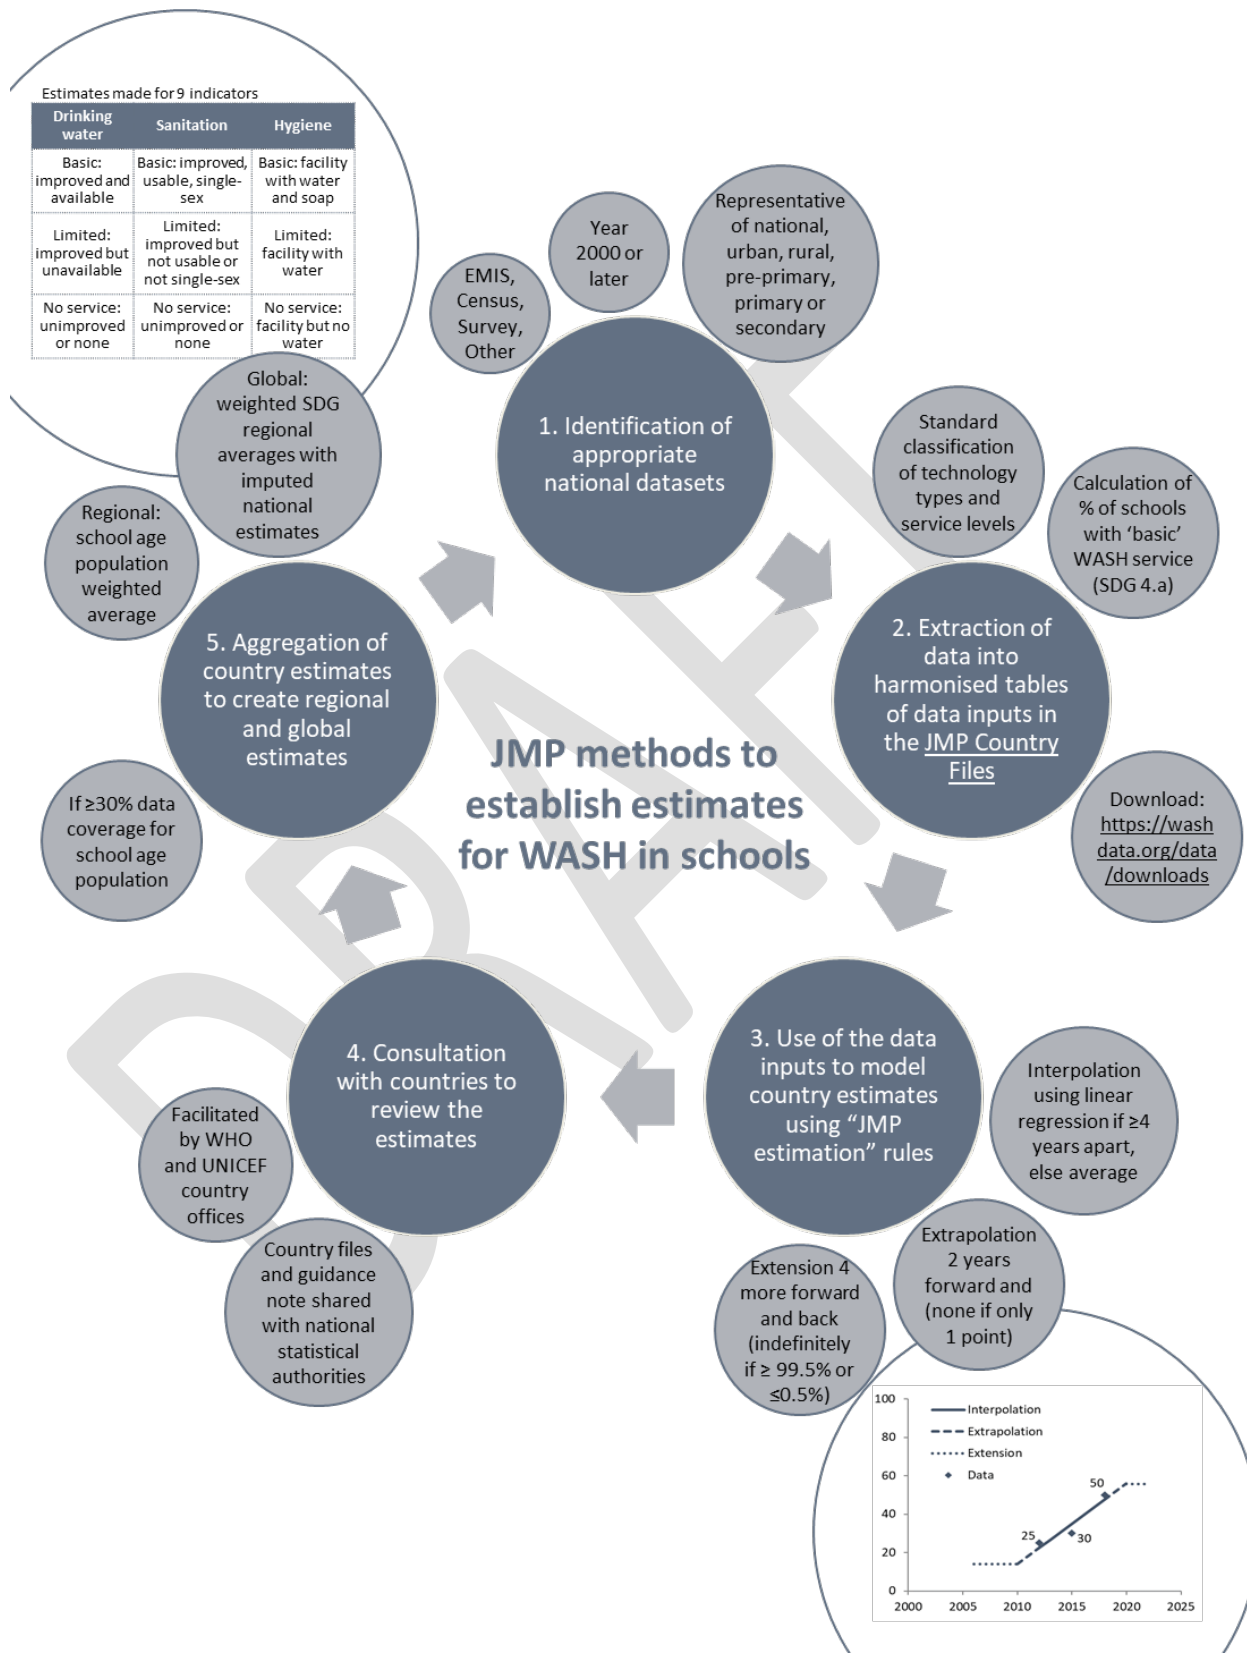 Estimates made for 9 indicators
Drinking
water
Sanitation
Hygiene
Basic:
improved and
available
Basic: improved,
usable, single-
sex
Basic: facility
with water
and soap
Limited:
improved but
unavailable
Limited:
improved but
not usable or
not single-sex
Limited:
facility with
water
No service:
unimproved
or none
No service:
unimproved or
none
No service:
facility but no
water
EMIS,
Census,
Survey,
Other
Year
2000 or
later
Representative
of national,
urban, rural,
pre-primary,
primary or
secondary
1. Identification of
appropriate
national datasets
Standard
classification
of technology
types and
service levels
Calculation of
% of schools
with ‘basic’
WASH service
(SDG 4.a)
2. Extraction of
data into
harmonised tables
of data inputs in
the JMP Country
Files
Download:
https://wash
data.org/data
/downloads
JMP methods to
establish estimates
for WASH in schools
3. Use of the data
inputs to model
country estimates
using “JMP
estimation” rules
Interpolation
using linear
regression if ≥4
years apart,
else average
Extrapolation
2 years
forward and
(none if only
1 point)
Extension 4
more forward
and back
(indefinitely
if ≥ 99.5% or
≤0.5%)
100
80
60
40
20
0
2000
2005
2010
2015
2020
2025
Interpolation
Extrapolation
Extension
Data
25
30
50
4. Consultation
with countries to
review the
estimates
Facilitated
by WHO
and UNICEF
country
offices
Country files
and guidance
note shared
with national
statistical
authorities
5. Aggregation of
country estimates
to create regional
and global
estimates
If ≥30% data
coverage for
school age
population
Regional:
school age
population
weighted
average
Global:
weighted SDG
regional
averages with
imputed
national
estimates
DRAFT